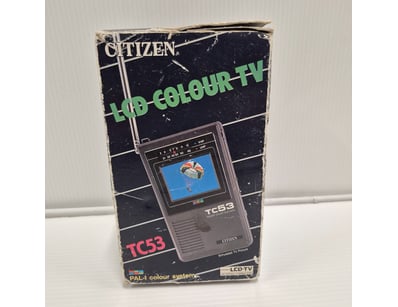 CITIZEN
LCD COLOUR TV
TC53
CITIZEN
TC53
PAL-I colour system
LCD-TV